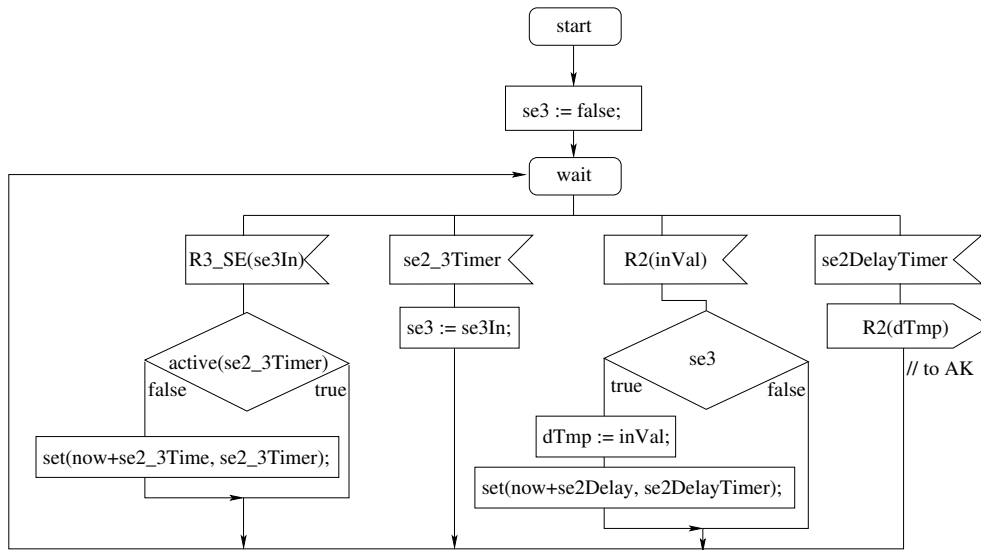 start
se3 := false;
wait
R3_SE(se3In)
se2_3Timer
R2(inVal)
se2DelayTimer
se3 := se3In;
R2(dTmp)
active(se2_3Timer)
se3
// to AK
false
true
true
false
dTmp := inVal;
set(now+se2_3Time, se2_3Timer);
set(now+se2Delay, se2DelayTimer);